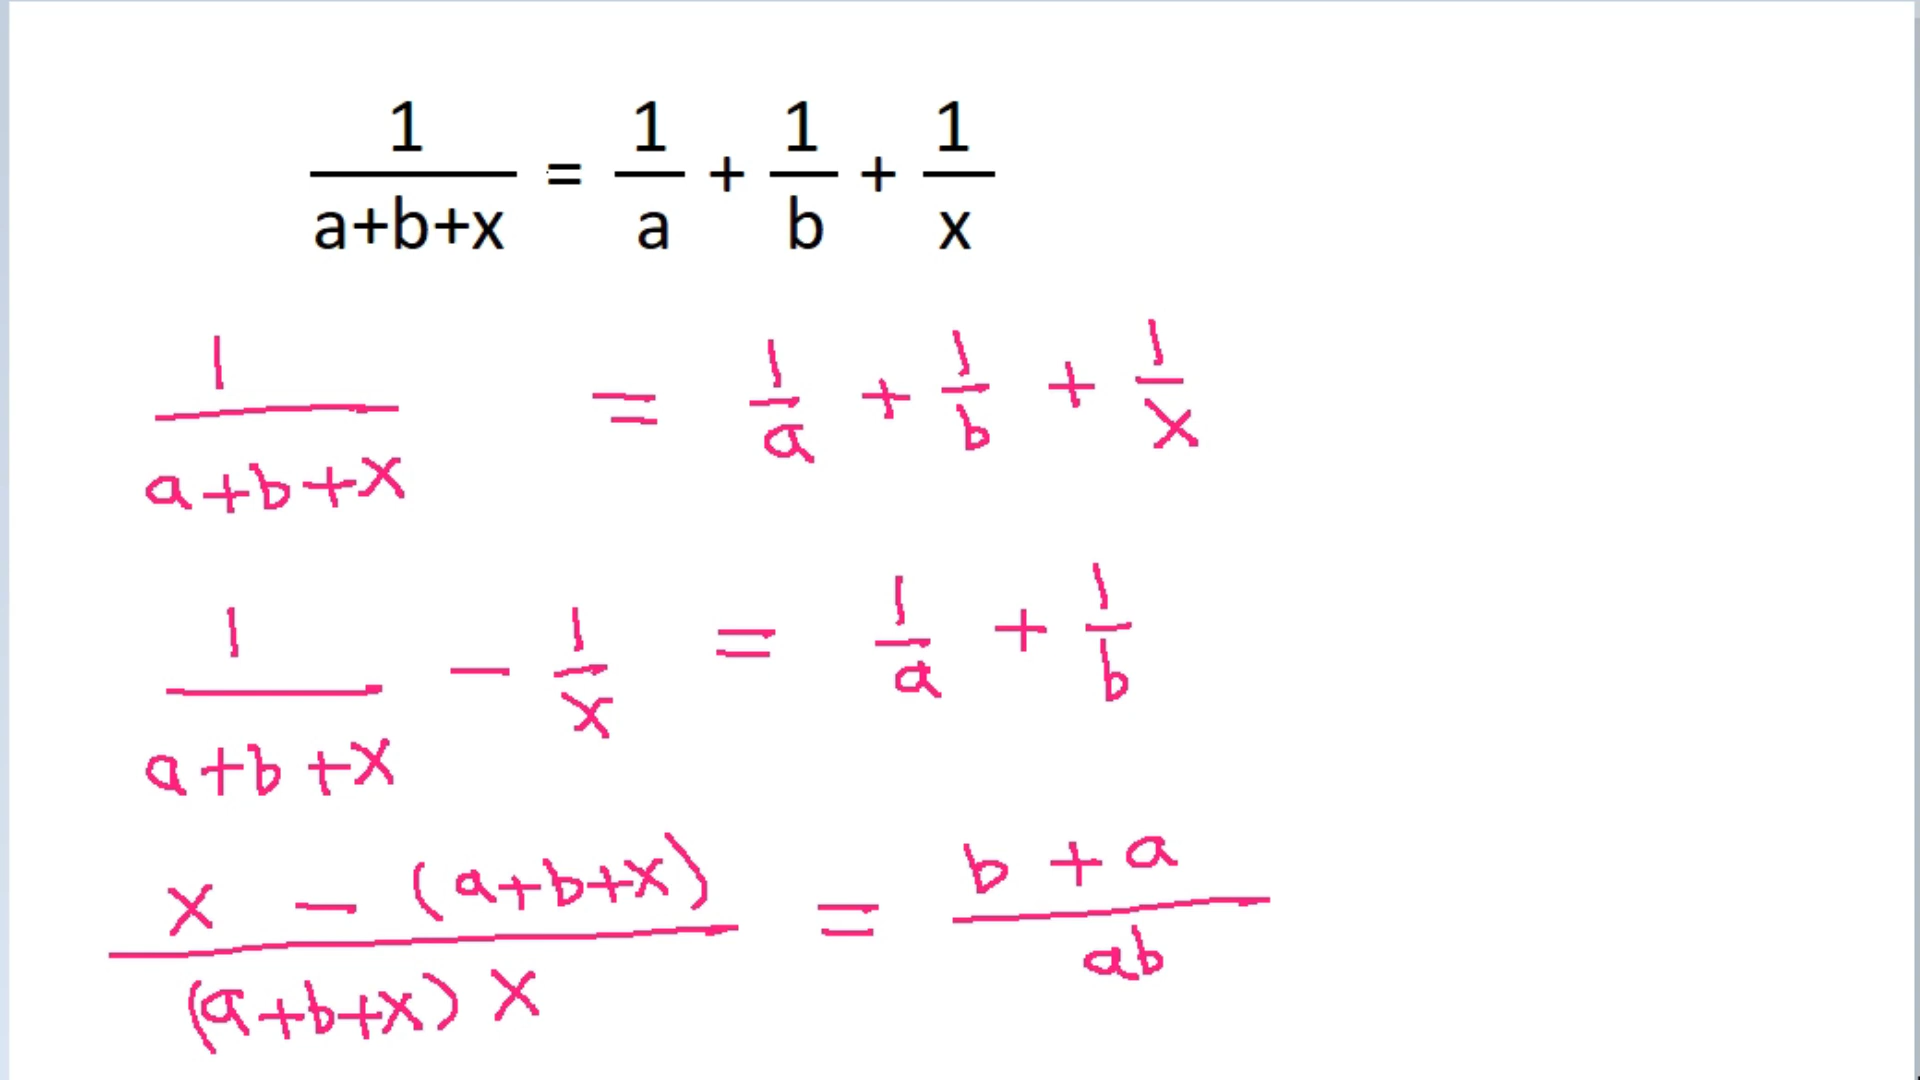 1/(a+b+x) = 1/a + 1/b + 1/x
1/(a+b+x) = 1/a + 1/b + 1/x
1/(a+b+x) - 1/x = 1/a + 1/b
(x - (a+b+x))/((a+b+x)x) = (b+a)/(ab)